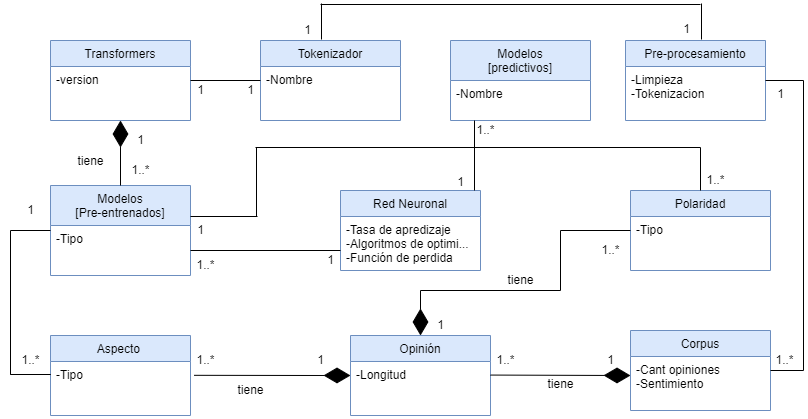 1
1
Transformers
-version
Tokenizador
-Nombre
Modelos
[predictivos]
-Nombre
Pre-procesamiento
-Limpieza
-Tokenizacion
1
1
1
1
tiene
1..*
1..*
Modelos
[Pre-entrenados]
-Tipo
1
1
1..*
1
Red Neuronal
-Tasa de apredizaje
-Algoritmos de optimi...
-Función de perdida
1
1..*
Polaridad
-Tipo
1..*
tiene
1
1..*
Aspecto
-Tipo
1..*
tiene
1
Opinión
-Longitud
1..*
tiene
1
Corpus
-Cant opiniones
-Sentimiento
1..*